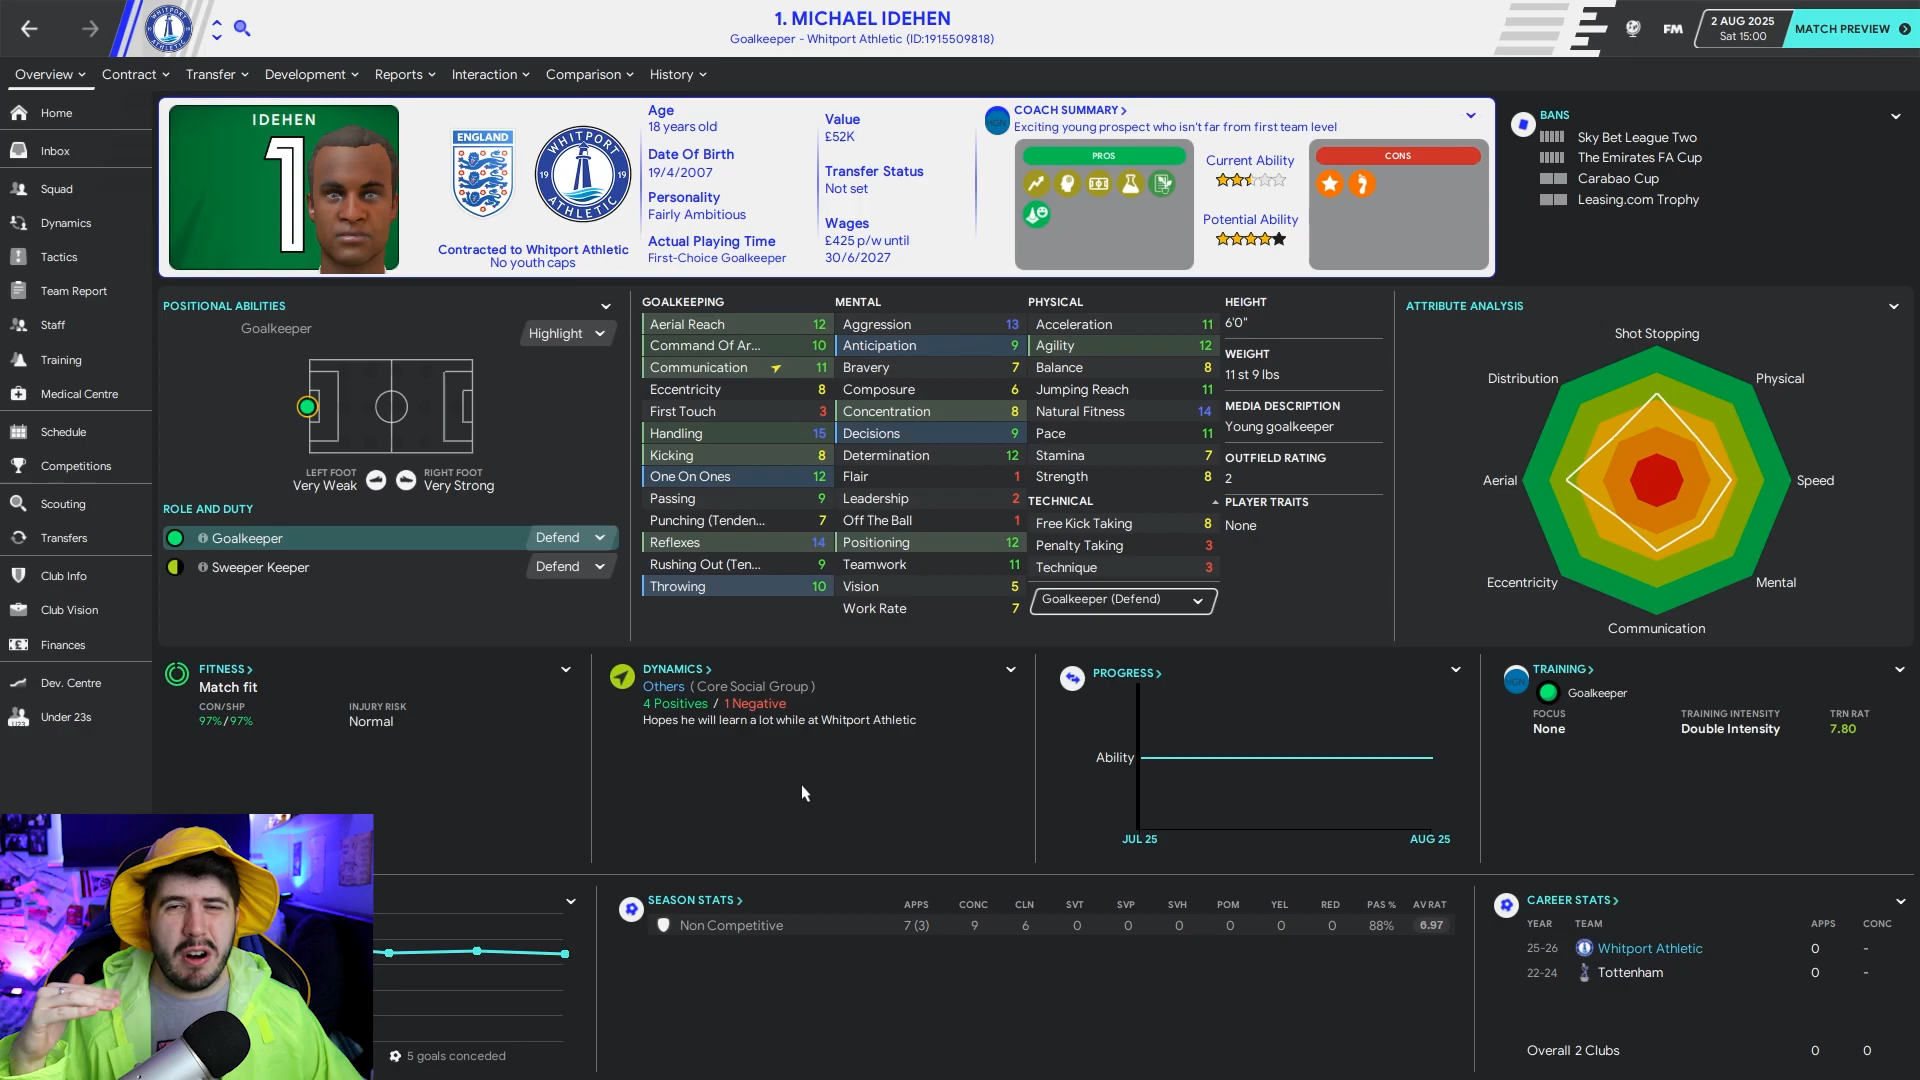 WHITPORT
19 19
ATHLETIC
1. MICHAEL IDEHEN
Goalkeeper - Whitport Athletic (ID:1915509818)
FM
2 AUG 2025
Sat 15:00
MATCH PREVIEW
Overview
Contract
Transfer
Development
Reports
Interaction
Comparison
History
Home
Inbox
Squad
Dynamics
Tactics
Team Report
Staff
Training
Medical Centre
Schedule
Competitions
Scouting
Transfers
Club Info
Club Vision
Finances
Dev. Centre
U23
Under 23s
IDEHEN
1
ENGLAND
WHITPORT
19 19
ATHLETIC
Contracted to Whitport Athletic
No youth caps
Age
18 years old
Date Of Birth
19/4/2007
Personality
Fairly Ambitious
Actual Playing Time
First-Choice Goalkeeper
Value
£52K
Transfer Status
Not set
Wages
£425 p/w until
30/6/2027
HGN
COACH SUMMARY >
Exciting young prospect who isn't far from first team level
PROS
Current Ability
Potential Ability
CONS
BANS
Sky Bet League Two
The Emirates FA Cup
Carabao Cup
Leasing.com Trophy
POSITIONAL ABILITIES
Goalkeeper
Highlight
LEFT FOOT
Very Weak
RIGHT FOOT
Very Strong
ROLE AND DUTY
Goalkeeper Defend
Sweeper Keeper Defend
GOALKEEPING
Aerial Reach 12
Command Of Ar... 10
Communication 11
Eccentricity 8
First Touch 3
Handling 15
Kicking 8
One On Ones 12
Passing 9
Punching (Tenden... 7
Reflexes 14
Rushing Out (Ten... 9
Throwing 10
MENTAL
Aggression 13
Anticipation 9
Bravery 7
Composure 6
Concentration 8
Decisions 9
Determination 12
Flair 1
Leadership 2
Off The Ball 1
Positioning 12
Teamwork 11
Vision 5
Work Rate 7
PHYSICAL
Acceleration 11
Agility 12
Balance 8
Jumping Reach 11
Natural Fitness 14
Pace 11
Stamina 7
Strength 8
TECHNICAL
Free Kick Taking 8
Penalty Taking 3
Technique 3
Goalkeeper (Defend)
HEIGHT
6'0"
WEIGHT
11 st 9 lbs
MEDIA DESCRIPTION
Young goalkeeper
OUTFIELD RATING
2
PLAYER TRAITS
None
ATTRIBUTE ANALYSIS
Shot Stopping
Distribution
Physical
Aerial
Speed
Eccentricity
Mental
Communication
FITNESS >
Match fit
CON/SHP
97% / 97%
INJURY RISK
Normal
DYNAMICS >
Others ( Core Social Group )
4 Positives / 1 Negative
Hopes he will learn a lot while at Whitport Athletic
PROGRESS >
Ability
JUL 25
AUG 25
HGN
TRAINING >
Goalkeeper
FOCUS
None
TRAINING INTENSITY
Double Intensity
TRN RAT
7.80
5 goals conceded
SEASON STATS > APPS CONC CLN SVT SVP SVH POM YEL RED PAS % AV RAT
Non Competitive 7 (3) 9 6 0 0 0 0 0 0 88% 6.97
CAREER STATS >
YEAR TEAM APPS CONC
25-26 Whitport Athletic 0 -
22-24 Tottenham 0 -
Overall 2 Clubs 0 0